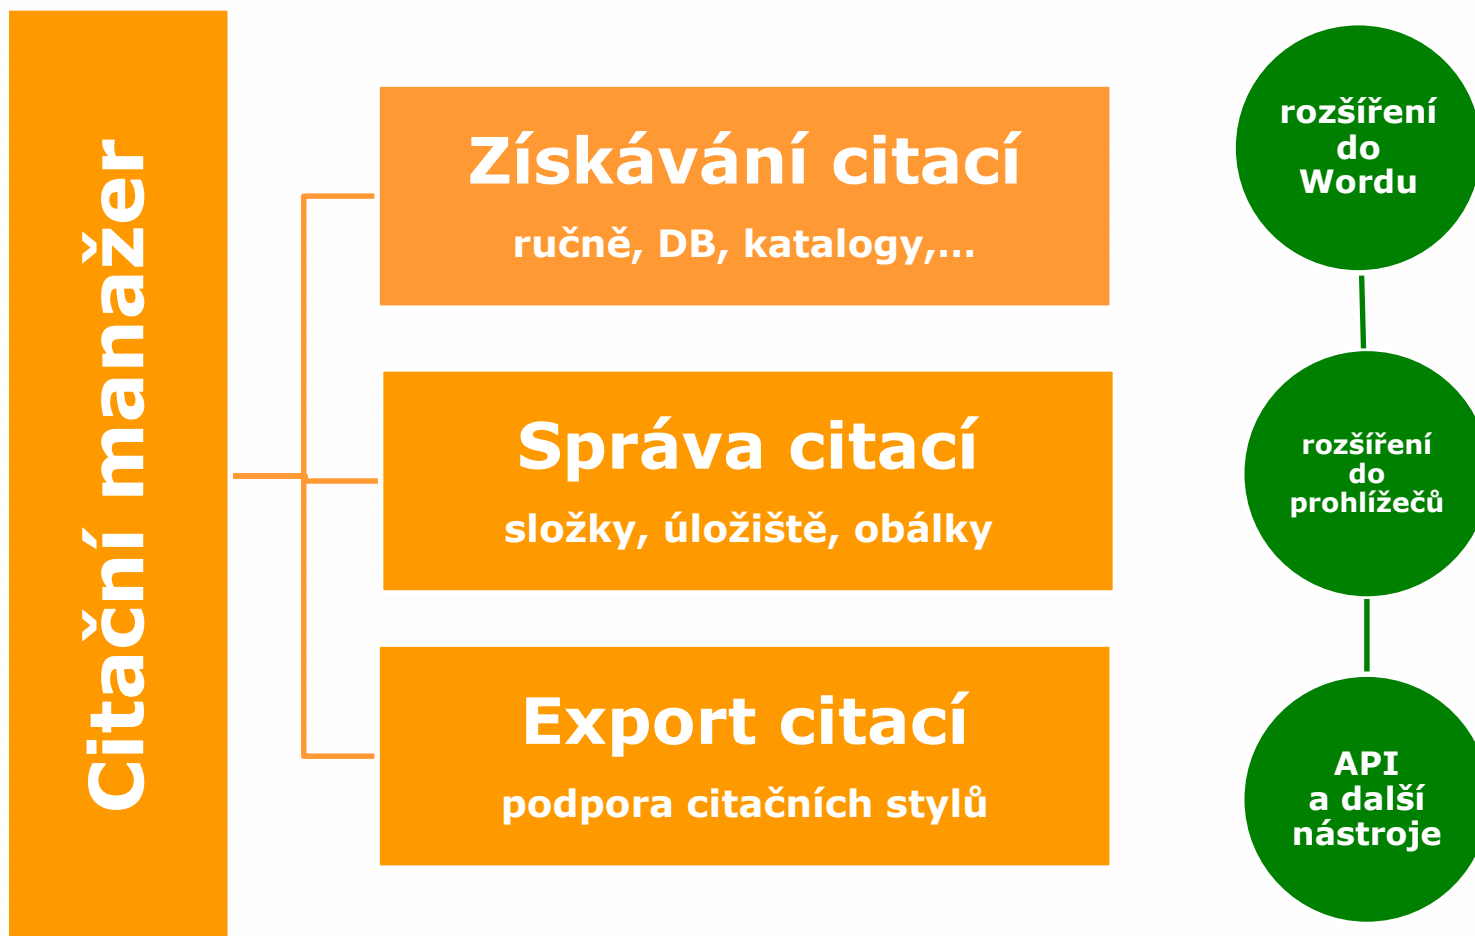 Citační manažer
Získávání citací
ručně, DB, katalogy,...
Správa citací
složky, úložiště, obálky
Export citací
podpora citačních stylů
rozšíření
do
Wordu
rozšíření
do
prohlížečů
API
a další
nástroje